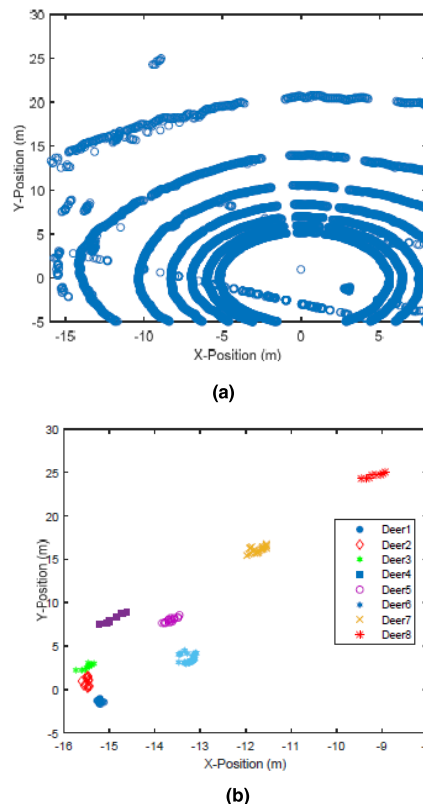 30
25
20
15
10
5
0
-5
Y-Position (m)
-15 -10 -5 0 5
X-Position (m)
(a)
30
25
20
15
10
5
0
-5
Y-Position (m)
Deer1
Deer2
Deer3
Deer4
Deer5
Deer6
Deer7
Deer8
-16 -15 -14 -13 -12 -11 -10 -9 -8
X-Position (m)
(b)